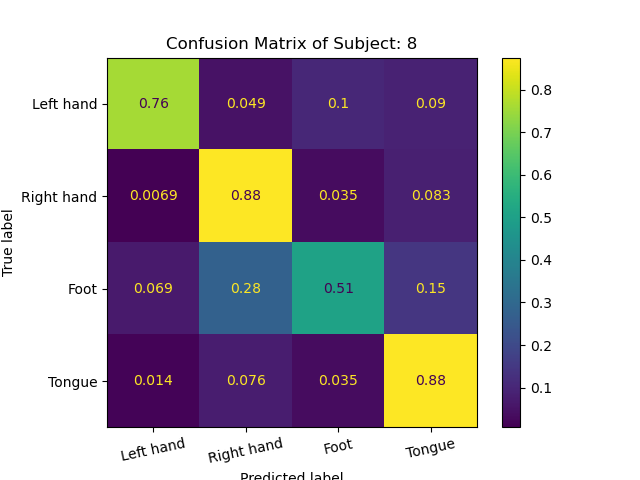 Confusion Matrix of Subject: 8
Left hand 0.76 0.049 0.1 0.09
Right hand 0.0069 0.88 0.035 0.083
Foot 0.069 0.28 0.51 0.15
Tongue 0.014 0.076 0.035 0.88
Left hand Right hand Foot Tongue
Predicted label
True label
0.8
0.7
0.6
0.5
0.4
0.3
0.2
0.1